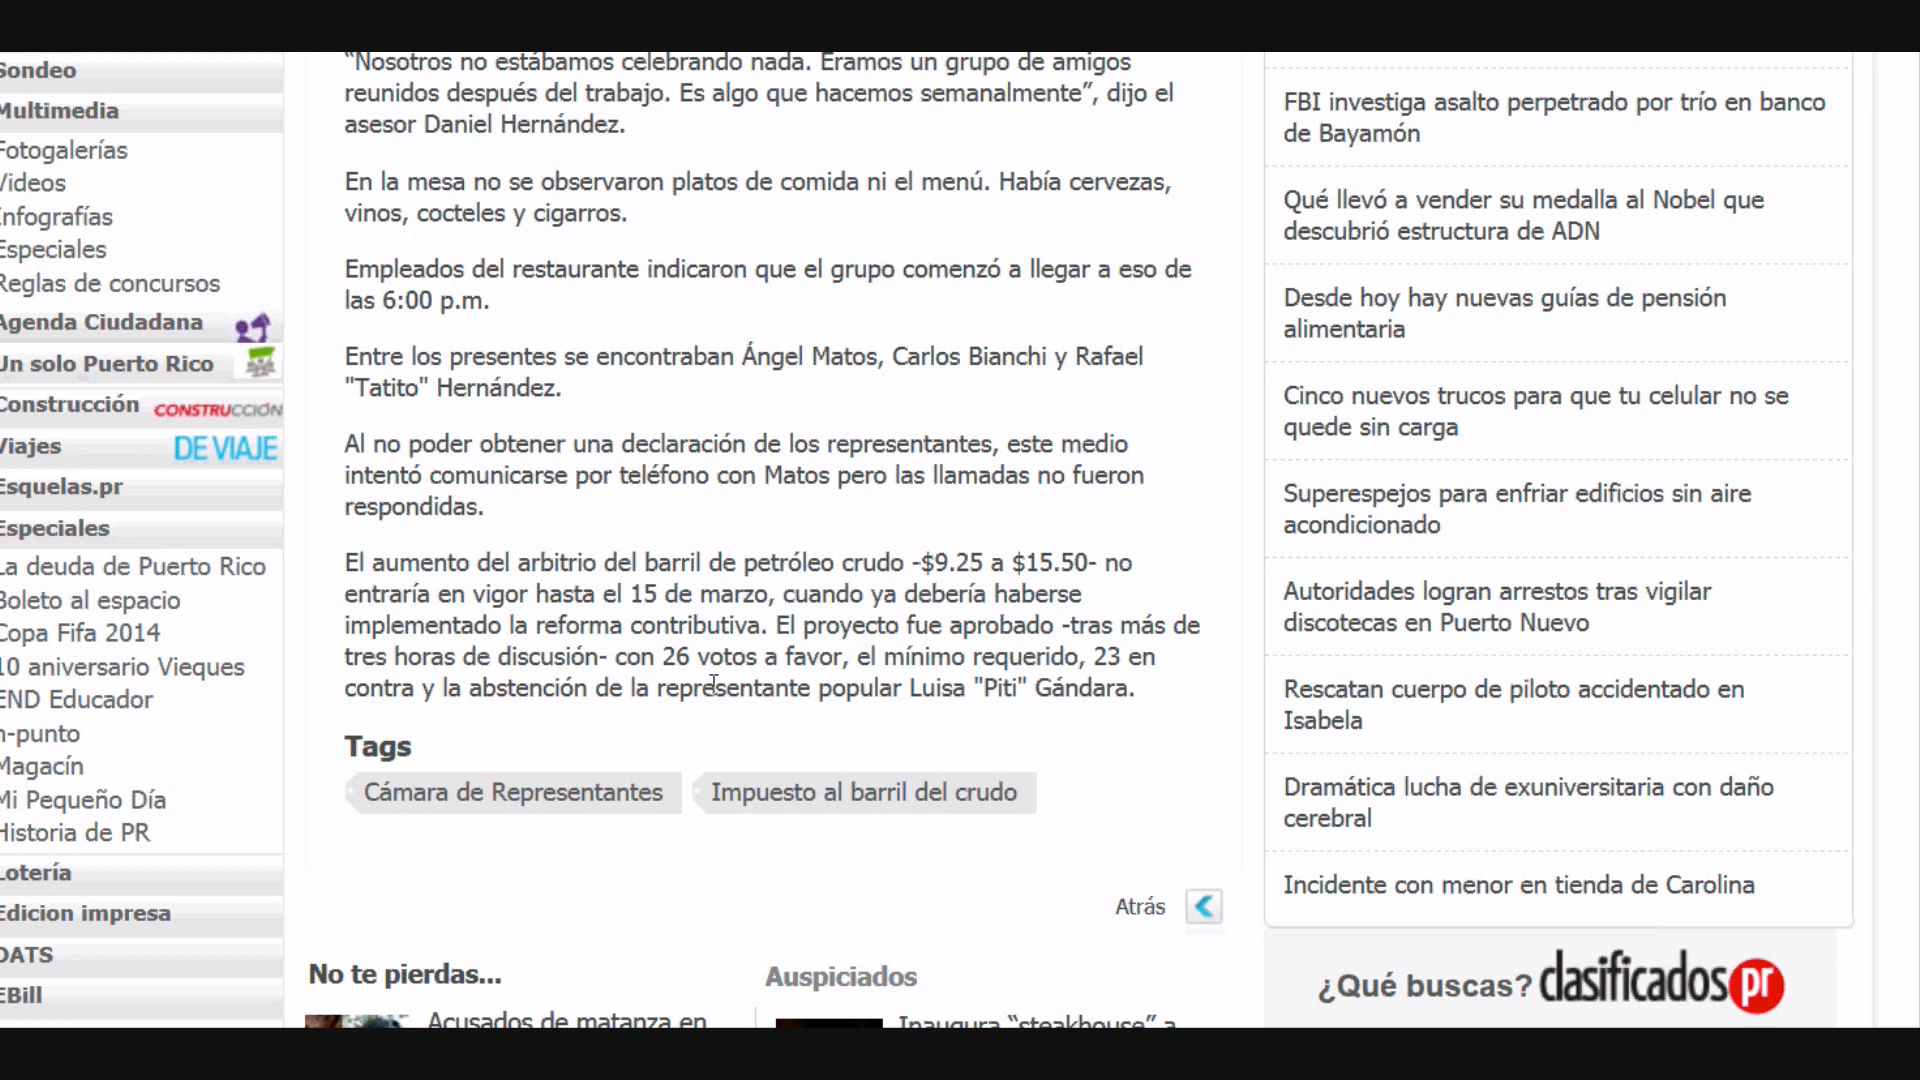 Sondeo
Multimedia
Fotogalerías
Videos
Infografías
Especiales
Reglas de concursos
Agenda Ciudadana
Un solo Puerto Rico
Construcción CONSTRUCCIÓN
Viajes DE VIAJE
Esquelas.pr
Especiales
La deuda de Puerto Rico
Boleto al espacio
Copa Fifa 2014
10 aniversario Vieques
END Educador
n-punto
Magacín
Mi Pequeño Día
Historia de PR
Lotería
Edicion impresa
DATS
EBill
“Nosotros no estábamos celebrando nada. Eramos un grupo de amigos
reunidos después del trabajo. Es algo que hacemos semanalmente”, dijo el
asesor Daniel Hernández.
En la mesa no se observaron platos de comida ni el menú. Había cervezas,
vinos, cocteles y cigarros.
Empleados del restaurante indicaron que el grupo comenzó a llegar a eso de
las 6:00 p.m.
Entre los presentes se encontraban Ángel Matos, Carlos Bianchi y Rafael
"Tatito" Hernández.
Al no poder obtener una declaración de los representantes, este medio
intentó comunicarse por teléfono con Matos pero las llamadas no fueron
respondidas.
El aumento del arbitrio del barril de petróleo crudo -$9.25 a $15.50- no
entraría en vigor hasta el 15 de marzo, cuando ya debería haberse
implementado la reforma contributiva. El proyecto fue aprobado -tras más de
tres horas de discusión- con 26 votos a favor, el mínimo requerido, 23 en
contra y la abstención de la representante popular Luisa "Piti" Gándara.
Tags
Cámara de Representantes Impuesto al barril del crudo
Atrás
No te pierdas...
Acusados de matanza en
Auspiciados
Inaugura “steakhouse” a
FBI investiga asalto perpetrado por trío en banco
de Bayamón
Qué llevó a vender su medalla al Nobel que
descubrió estructura de ADN
Desde hoy hay nuevas guías de pensión
alimentaria
Cinco nuevos trucos para que tu celular no se
quede sin carga
Superespejos para enfriar edificios sin aire
acondicionado
Autoridades logran arrestos tras vigilar
discotecas en Puerto Nuevo
Rescatan cuerpo de piloto accidentado en
Isabela
Dramática lucha de exuniversitaria con daño
cerebral
Incidente con menor en tienda de Carolina
¿Qué buscas? clasificados pr